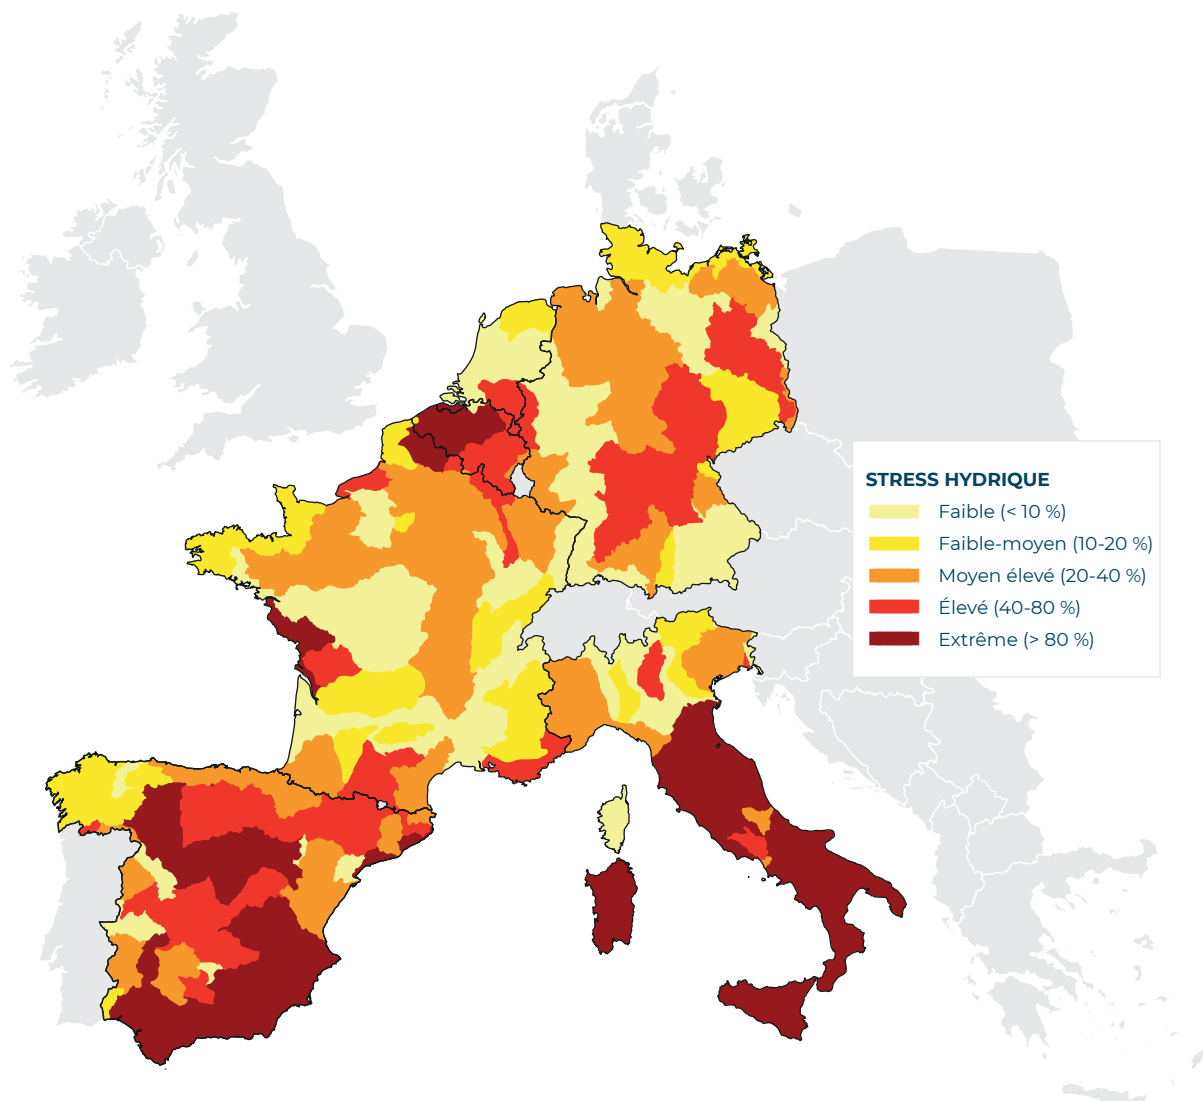 STRESS HYDRIQUE
Faible (< 10 %)
Faible-moyen (10-20 %)
Moyen élevé (20-40 %)
Élevé (40-80 %)
Extrême (> 80 %)